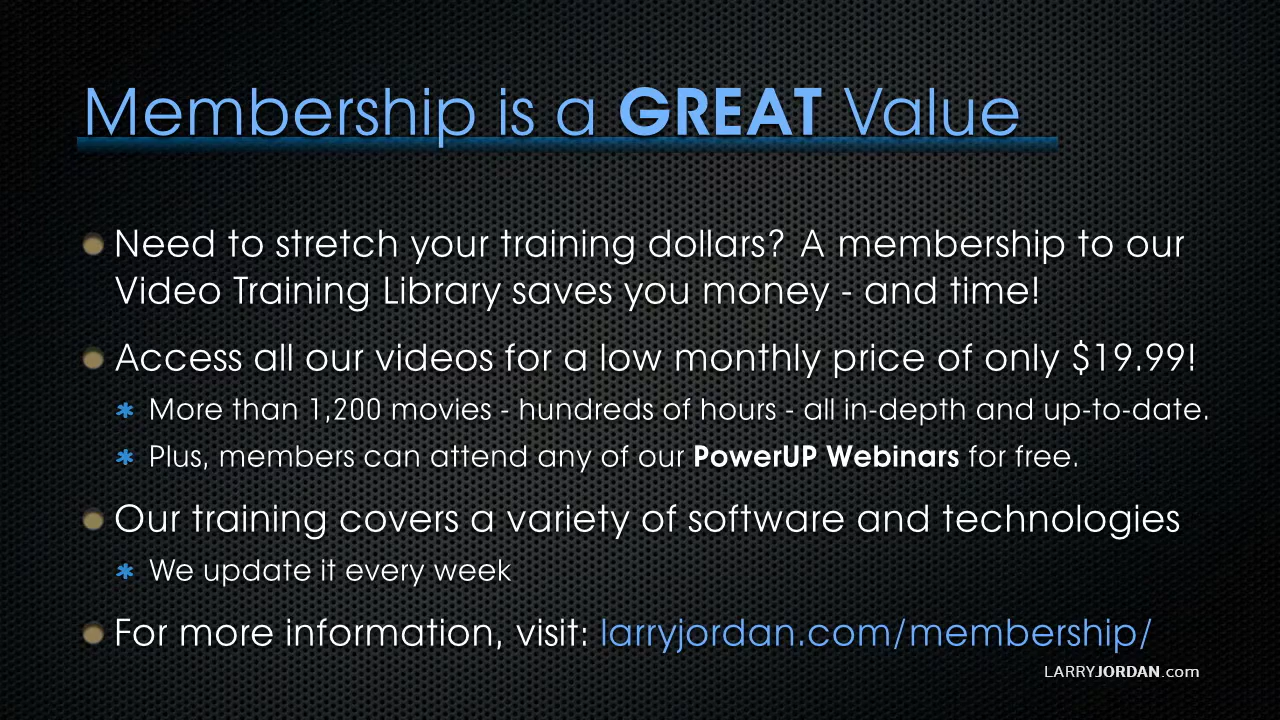 Membership is a GREAT Value
Need to stretch your training dollars? A membership to our
Video Training Library saves you money - and time!
Access all our videos for a low monthly price of only $19.99!
More than 1,200 movies - hundreds of hours - all in-depth and up-to-date.
Plus, members can attend any of our PowerUP Webinars for free.
Our training covers a variety of software and technologies
We update it every week
For more information, visit: larryjordan.com/membership/
LARRYJORDAN.com